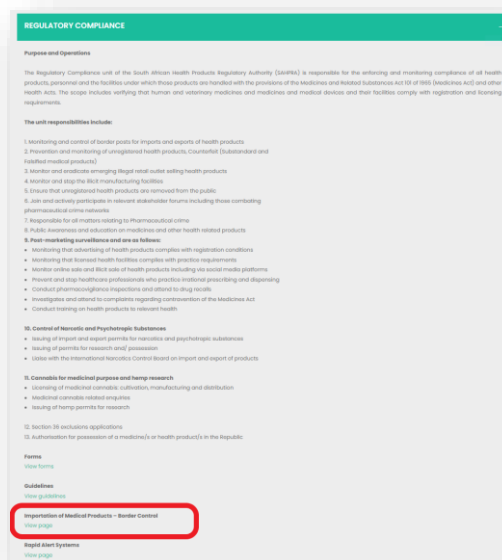 REGULATORY COMPLIANCE
Purpose and Operations
The Regulatory Compliance unit of the South African Health Products Regulatory Authority (SAHPRA) is responsible for the enforcing and monitoring compliance of all health
products, personnel and the facilities under which those products are handled with the provisions of the Medicines and Related Substances Act 101 of 1965 (Medicines Act) and other
Health Acts. The scope includes verifying that human and veterinary medicines and medicines and medical devices and their facilities comply with registration and licensing
requirements.
The unit responsibilities include:
1. Monitoring and control of border posts for imports and exports of health products
2. Prevention and monitoring of unregistered health products, Counterfeit (Substandard and
Falsified medical products)
3. Monitor and eradicate emerging illegal retail outlet selling health products
4. Monitor and stop the illicit manufacturing facilities
5. Ensure that unregistered health products are removed from the public
6. Join and actively participate in relevant stakeholder forums including those combating
pharmaceutical crime networks
7. Responsible for all matters relating to Pharmaceutical crime
8. Public Awareness and education on medicines and other health related products
9. Post-marketing surveillance and are as follows:
• Monitoring that advertising of health products complies with registration conditions
• Monitoring that licensed health facilities complies with practice requirements
• Monitor online sale and illicit sale of health products including via social media platforms
• Prevent and stop healthcare professionals who practice irrational prescribing and dispensing
• Conduct pharmacovigilance inspections and attend to drug recalls
• Investigates and attend to complaints regarding contravention of the Medicines Act
• Conduct training on health products to relevant health
10. Control of Narcotic and Psychotropic Substances
• Issuing of import and export permits for narcotics and psychotropic substances
• Issuing of permits for research and/ possession
• Liaise with the International Narcotics Control Board on import and export of products
11. Cannabis for medicinal purpose and hemp research
• Licensing of medicinal cannabis: cultivation, manufacturing and distribution
• Medicinal cannabis related enquiries
• Issuing of hemp permits for research
12. Section 36 exclusions applications.
13. Authorisation for possession of a medicine/s or health product/s in the Republic
Forms
View forms
Guidelines
View guidelines
Importation of Medical Products – Border Control
View page
Rapid Alert Systems
View page